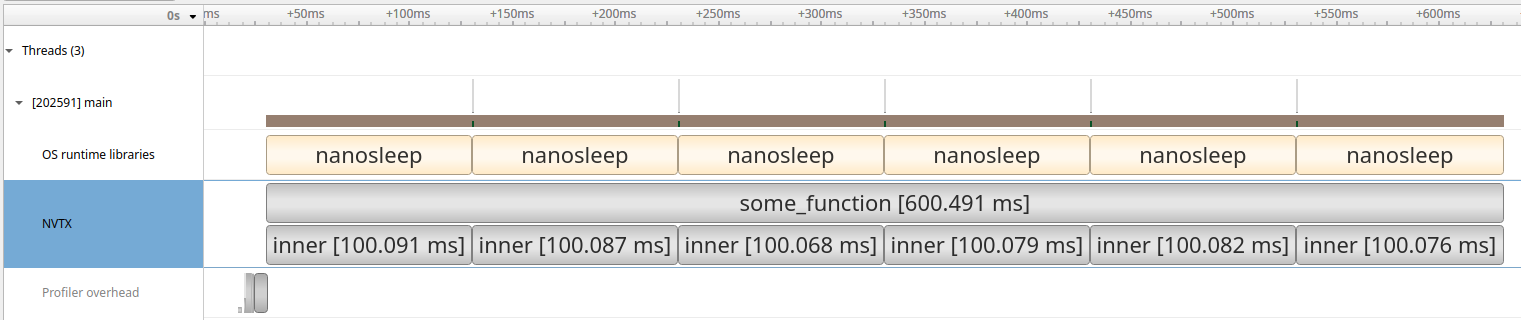 0s ms +50ms +100ms +150ms +200ms +250ms +300ms +350ms +400ms +450ms +500ms +550ms +600ms
Threads (3)
[202591] main
OS runtime libraries nanosleep nanosleep nanosleep nanosleep nanosleep nanosleep
some_function [600.491 ms]
NVTX
inner [100.091 ms] inner [100.087 ms] inner [100.068 ms] inner [100.079 ms] inner [100.082 ms] inner [100.076 ms]
Profiler overhead